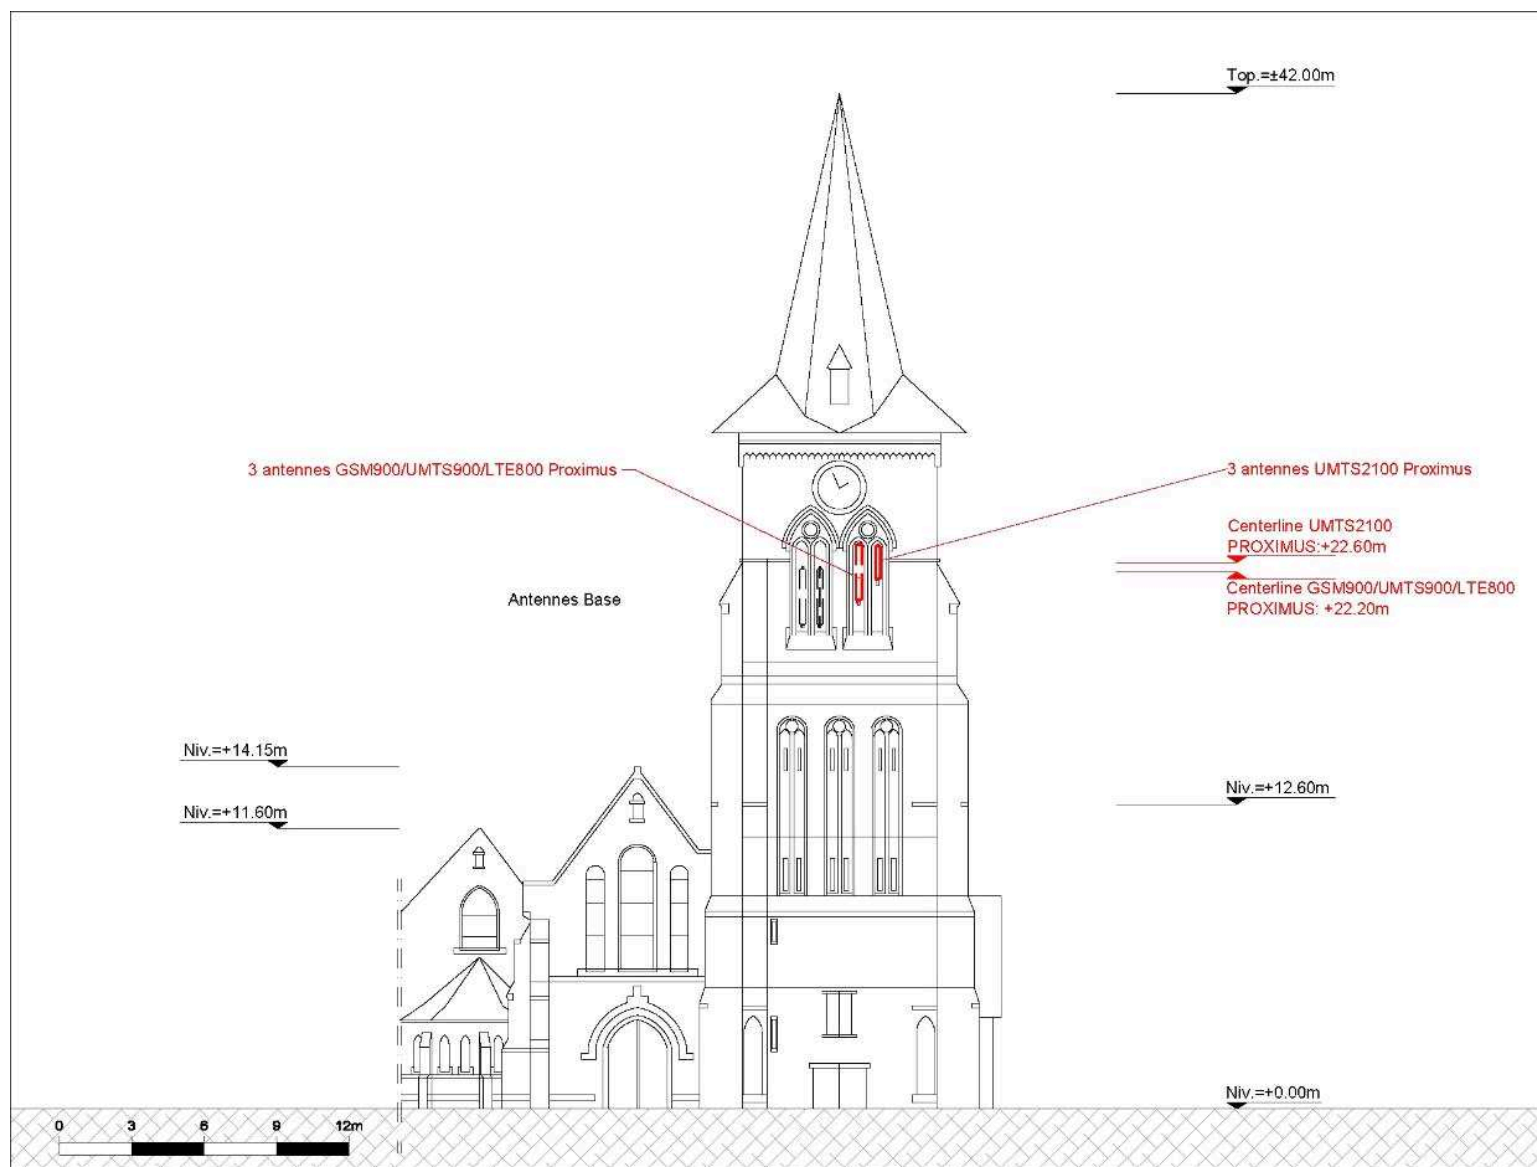 Top.=±42.00m
3 antennes GSM900/UMTS900/LTE800 Proximus
3 antennes UMTS2100 Proximus
Centerline UMTS2100
PROXIMUS:+22.60m
Centerline GSM900/UMTS900/LTE800
PROXIMUS: +22.20m
Antennes Base
Niv.=+14.15m
Niv.=+12.60m
Niv.=+11.60m
Niv.=+0.00m
0 3 6 9 12m